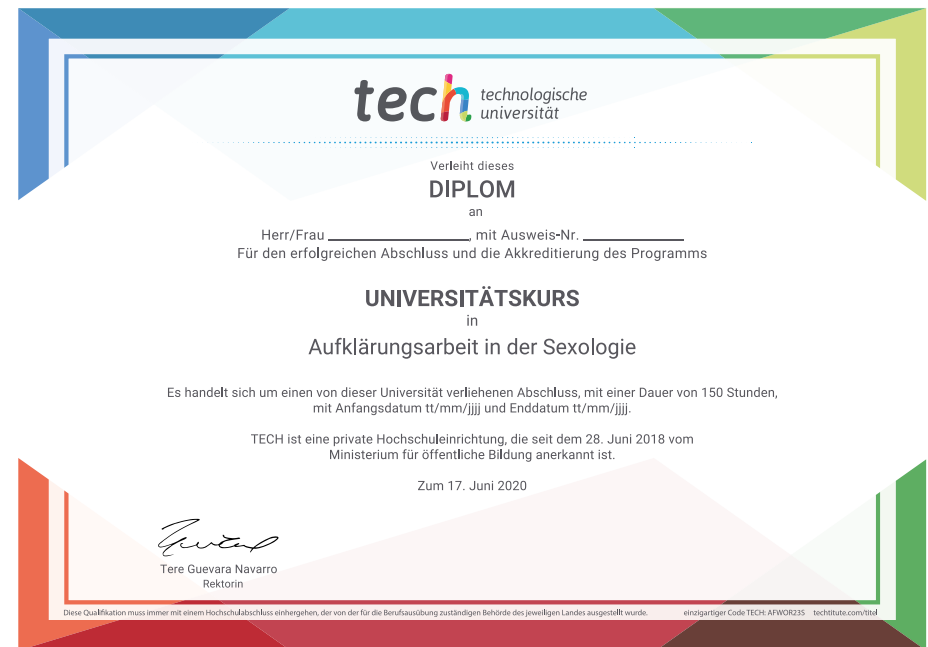 tech technologische
universität
Verleiht dieses
DIPLOM
an
Herr/Frau ____________________, mit Ausweis-Nr. ______________
Für den erfolgreichen Abschluss und die Akkreditierung des Programms
UNIVERSITÄTSKURS
in
Aufklärungsarbeit in der Sexologie
Es handelt sich um einen von dieser Universität verliehenen Abschluss, mit einer Dauer von 150 Stunden,
mit Anfangsdatum tt/mm/jjjj und Enddatum tt/mm/jjjj.
TECH ist eine private Hochschuleinrichtung, die seit dem 28. Juni 2018 vom
Ministerium für öffentliche Bildung anerkannt ist.
Zum 17. Juni 2020
Tere Guevara Navarro
Rektorin
Diese Qualifikation muss immer mit einem Hochschulabschluss einhergehen, der von der für die Berufsausübung zuständigen Behörde des jeweiligen Landes ausgestellt wurde. einzigartiger Code TECH: AFWOR23S techtitute.com/titel